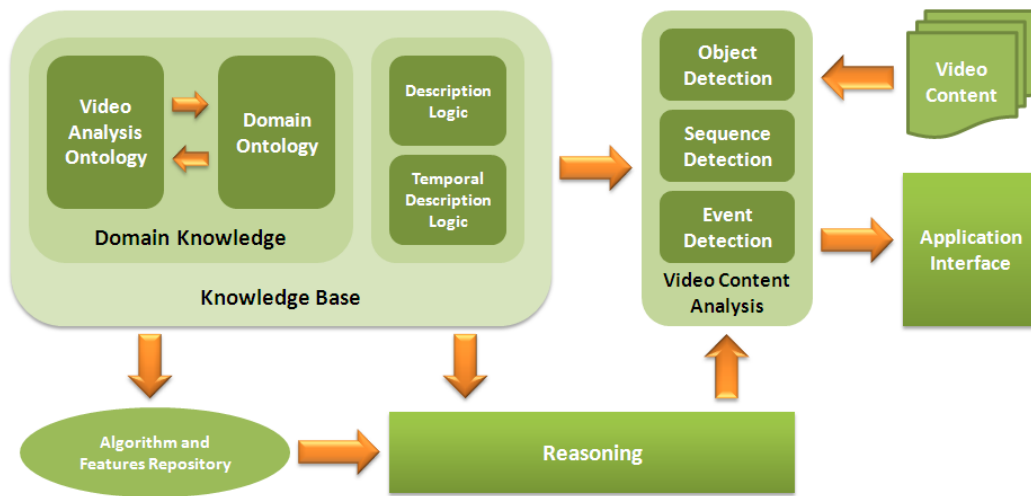 Video
Analysis
Ontology
Domain
Ontology
Domain Knowledge
Description
Logic
Temporal
Description
Logic
Knowledge Base
Object
Detection
Sequence
Detection
Event
Detection
Video Content
Analysis
Video
Content
Application
Interface
Algorithm and
Features Repository
Reasoning